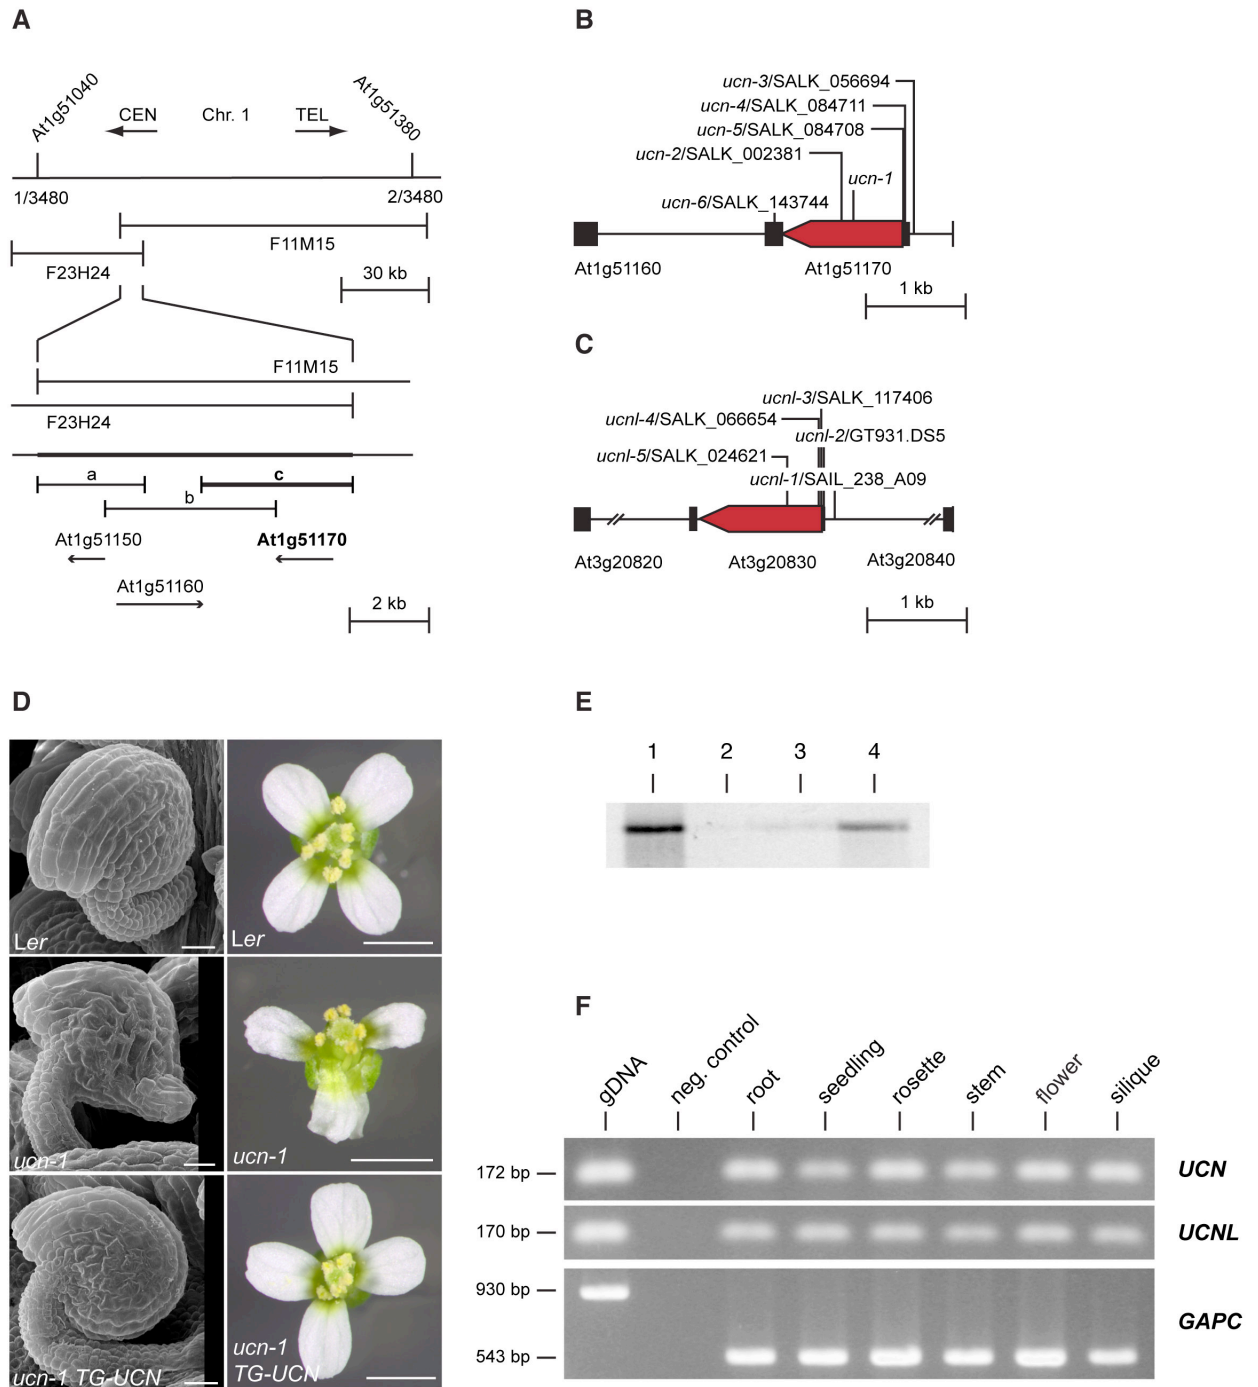 A
At1g51040
CEN
Chr. 1
TEL
At1g51380
1/3480
2/3480
F11M15
F23H24
30 kb
F11M15
F23H24
a
c
b
At1g51150
At1g51170
At1g51160
2 kb
B
ucn-3/SALK_056694
ucn-4/SALK_084711
ucn-5/SALK_084708
ucn-2/SALK_002381
ucn-1
ucn-6/SALK_143744
At1g51160
At1g51170
1 kb
C
ucnl-3/SALK_117406
ucnl-4/SALK_066654
ucnl-2/GT931.DS5
ucnl-5/SALK_024621
ucnl-1/SAIL_238_A09
At3g20820
At3g20830
At3g20840
1 kb
D
Ler
Ler
ucn-1
ucn-1
ucn-1 TG-UCN
ucn-1
TG-UCN
E
1 2 3 4
F
gDNA
neg. control
root
seedling
rosette
stem
flower
silique
172 bp
UCN
170 bp
UCNL
930 bp
GAPC
543 bp